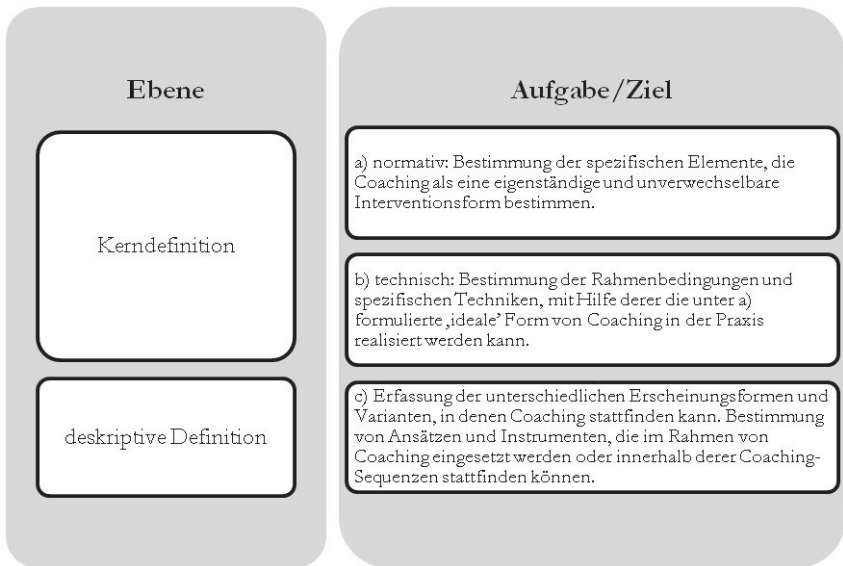 Ebene
Kerndefinition
deskriptive Definition
Aufgabe/Ziel
a) normativ: Bestimmung der spezifischen Elemente, die
Coaching als eine eigenständige und unverwechselbare
Interventionsform bestimmen.
b) technisch: Bestimmung der Rahmenbedingungen und
spezifischen Techniken, mit Hilfe derer die unter a)
formulierte ‚ideale’ Form von Coaching in der Praxis
realisiert werden kann.
c) Erfassung der unterschiedlichen Erscheinungsformen und
Varianten, in denen Coaching stattfinden kann. Bestimmung
von Ansätzen und Instrumenten, die im Rahmen von
Coaching eingesetzt werden oder innerhalb derer Coaching-
Sequenzen stattfinden können.